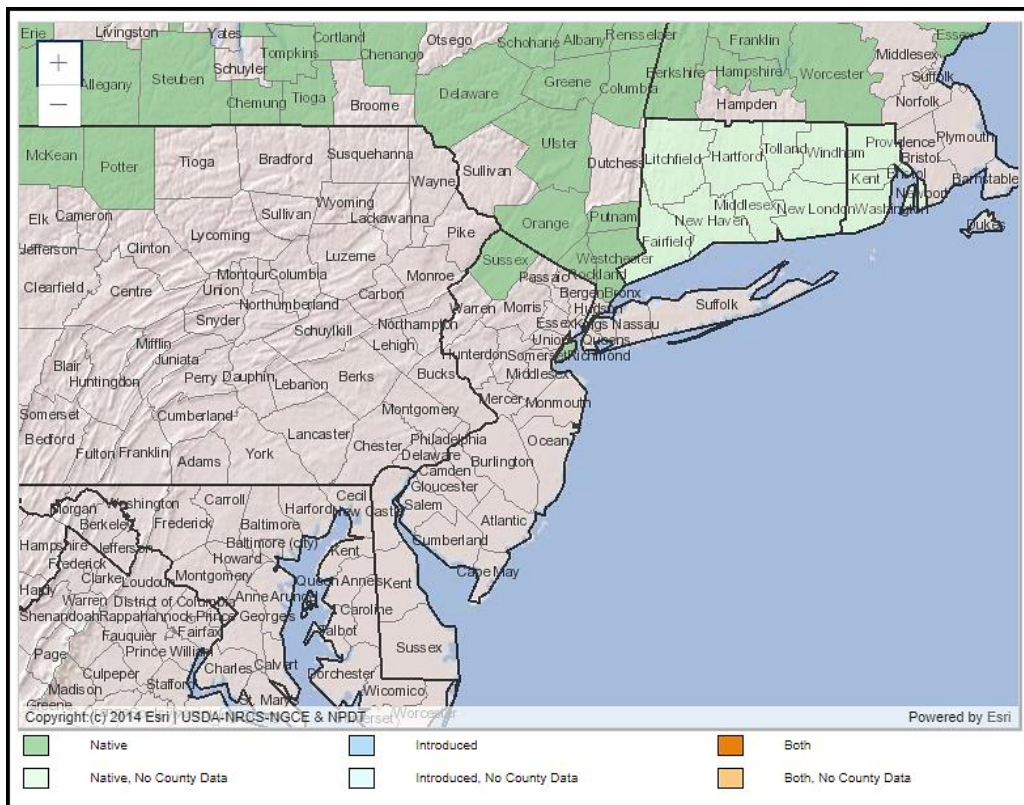 Erie Livingston Yates Cortland Otsego Schoharie Albany Rensselaer Franklin Middlesex Essex
+
Allegany Steuben Schuyler Tompkins Chenango Delaware Greene Columbia Berkshire Hampshire Worcester Suffolk
−
Chemung Tioga Broome Hampden Norfolk
McKean Potter Tioga Bradford Susquehanna Ulster Dutchess Litchfield Hartford Tolland Windham Providence Plymouth
Bristol
Elk Cameron Wayne Sullivan Kent Bristol Barnstable
Wyoming Newport
Sullivan Lackawanna Orange Putnam Middlesex New London Washington
Jefferson Clinton Lycoming Pike New Haven Dukes
Luzerne Sussex Westchester Fairfield
Clearfield Centre Montour Columbia Monroe Passaic Rockland
Union Carbon Bergen Bronx
Northumberland Warren Morris Hudson Suffolk
Snyder Schuylkill Northampton Essex Kings Nassau
Mifflin Lehigh Union Queens
Blair Juniata Hunterdon Somerset Richmond
Huntingdon Perry Dauphin Lebanon Berks Bucks Middlesex
Somerset Cumberland Montgomery Mercer Monmouth
Bedford Lancaster Chester Philadelphia Ocean
Fulton Franklin Adams York Delaware Burlington
Camden
Gloucester
Morgan Washington Carroll Harford Cecil New Castle Salem
Berkeley Frederick Baltimore Atlantic
Hampshire Jefferson Baltimore (city) Kent Cumberland
Frederick Howard
Hardy Clarke Loudoun Montgomery Queen Annes Kent Cape May
Warren District of Columbia Anne Arundel Caroline
Shenandoah Rappahannock Prince Georges
Fauquier Fairfax Talbot
Page Prince William Sussex
Culpeper Charles Calvert Dorchester
Madison Stafford Wicomico
Greene St. Marys
Copyright:(c) 2014 Esri | USDA-NRCS-NGCE & NPDT Worcester Powered by Esri
Native Introduced Both
Native, No County Data Introduced, No County Data Both, No County Data